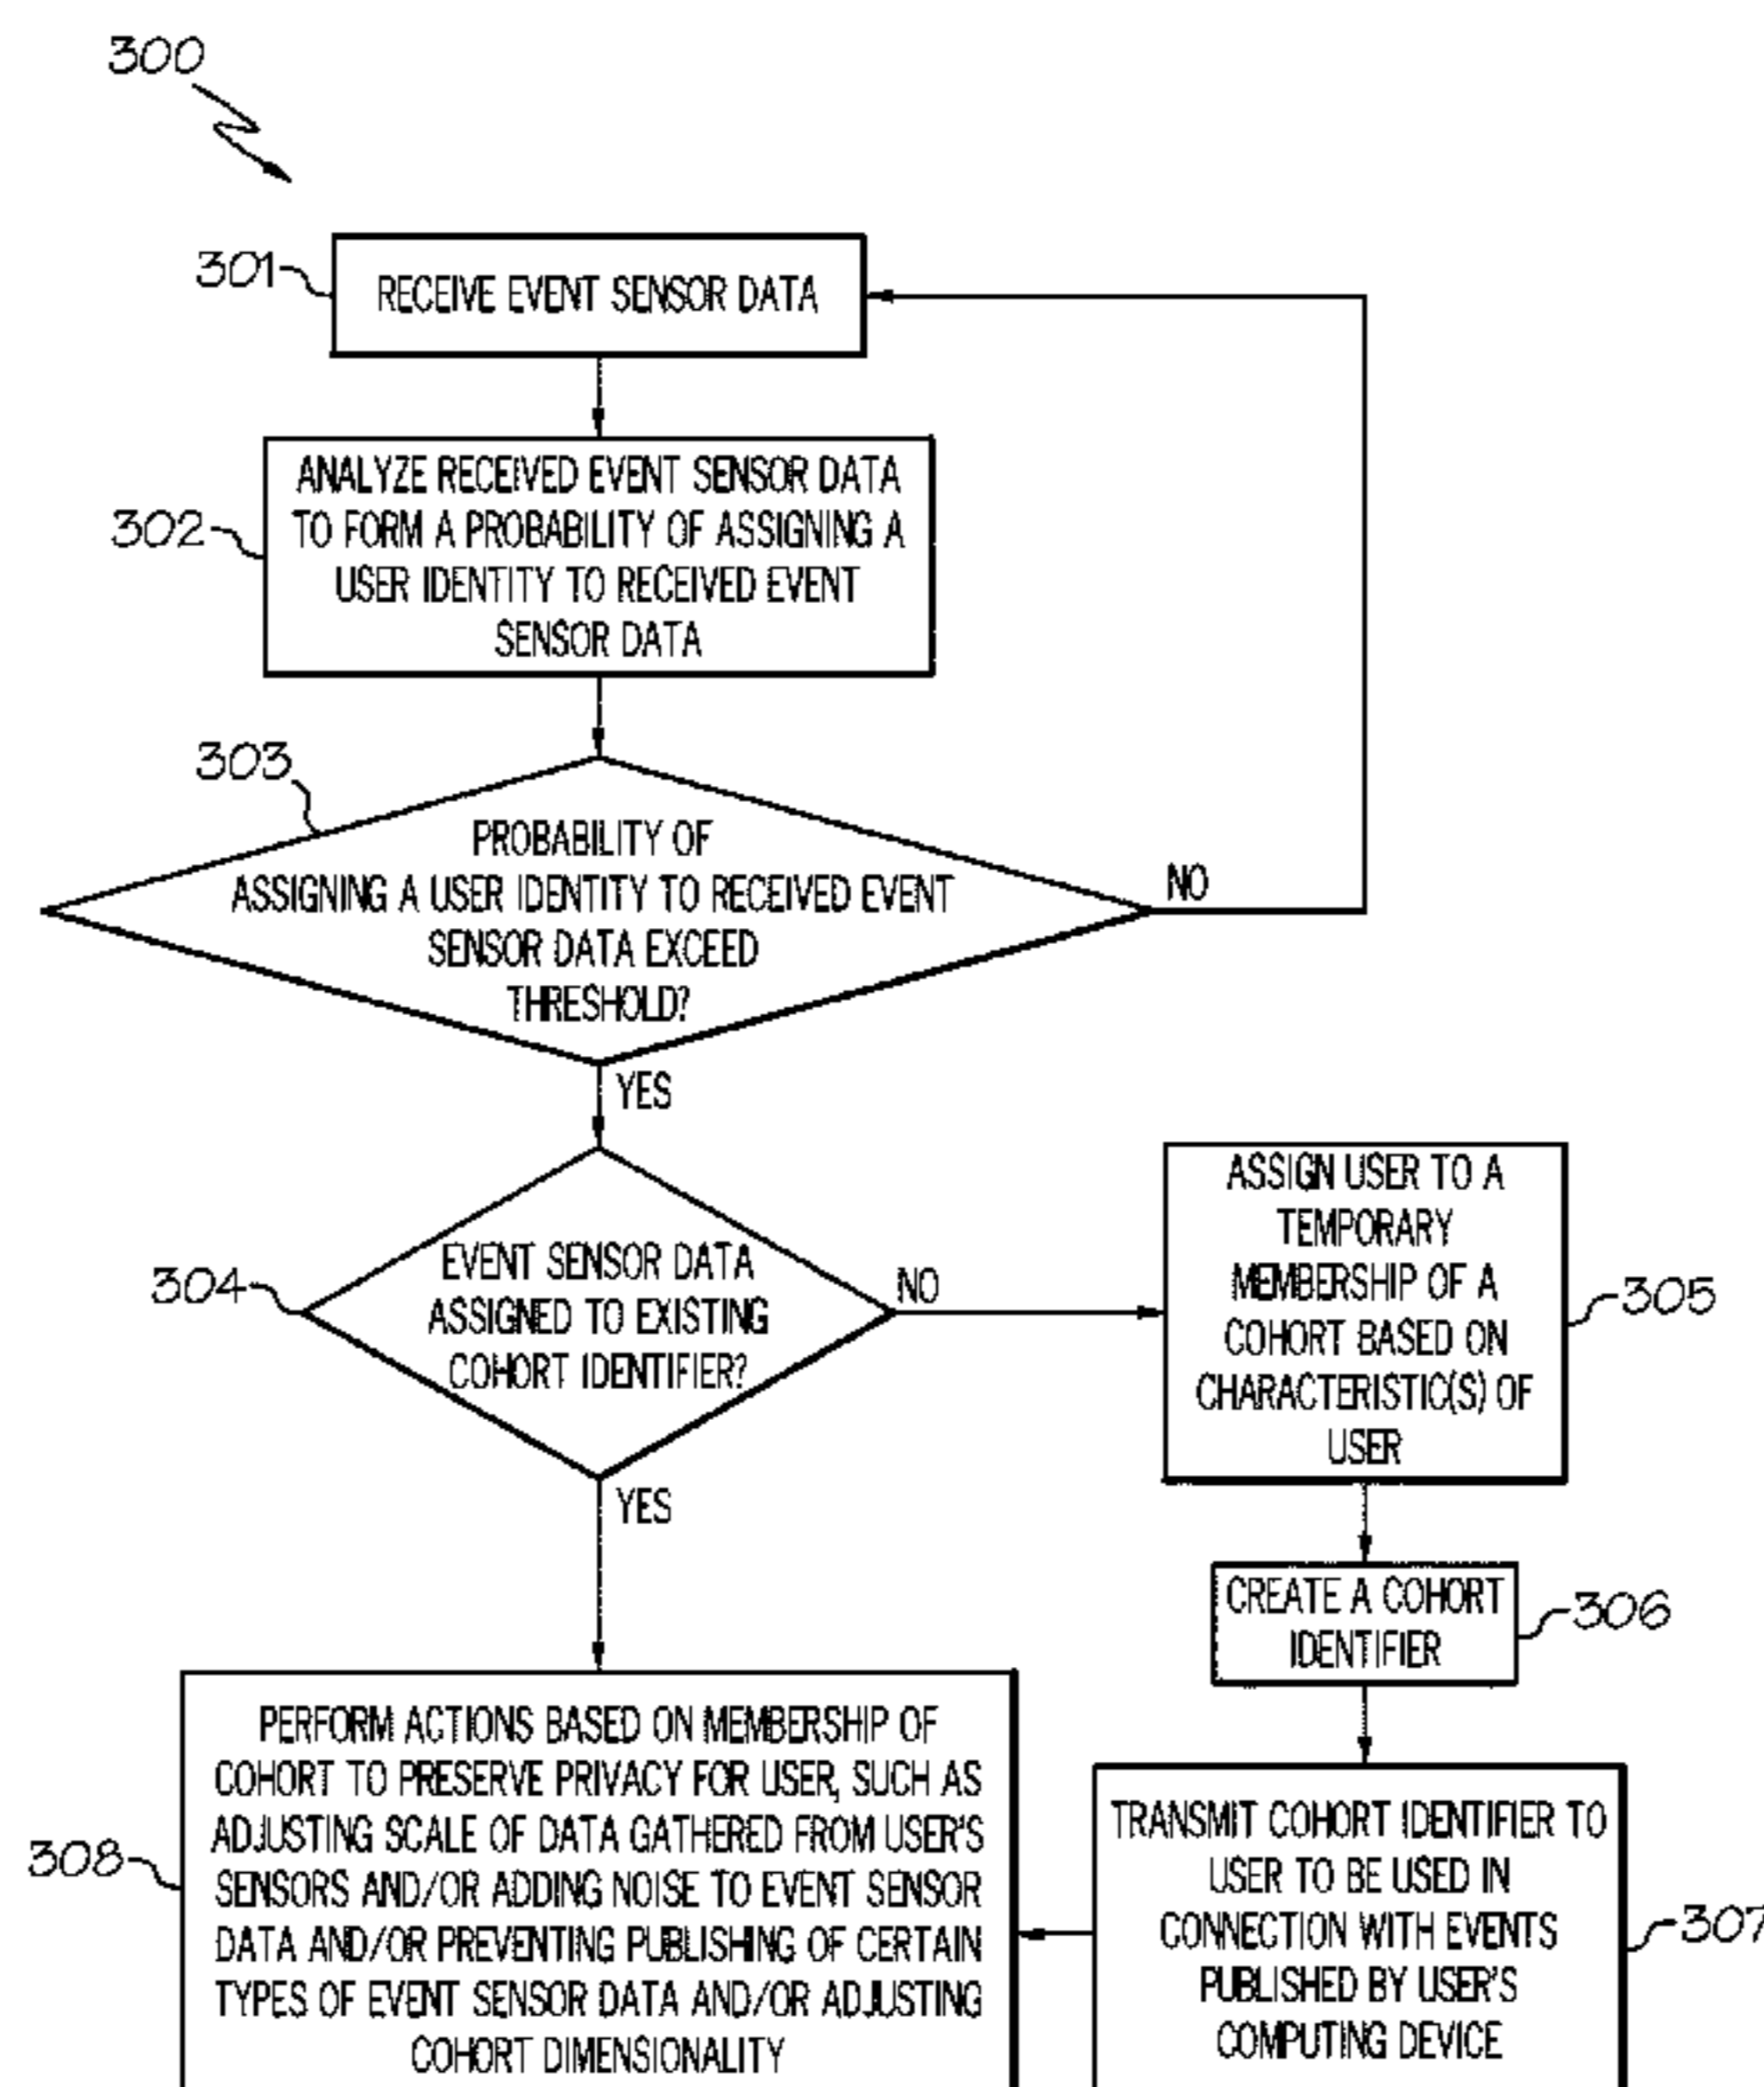 300
301
RECEIVE EVENT SENSOR DATA
302
ANALYZE RECEIVED EVENT SENSOR DATA
TO FORM A PROBABILITY OF ASSIGNING A
USER IDENTITY TO RECEIVED EVENT
SENSOR DATA
303
PROBABILITY OF
ASSIGNING A USER IDENTITY TO RECEIVED EVENT
SENSOR DATA EXCEED
THRESHOLD?
NO
YES
304
EVENT SENSOR DATA
ASSIGNED TO EXISTING
COHORT IDENTIFIER?
NO
YES
ASSIGN USER TO A
TEMPORARY
MEMBERSHIP OF A
COHORT BASED ON
CHARACTERISTIC(S) OF
USER
305
CREATE A COHORT
IDENTIFIER
306
TRANSMIT COHORT IDENTIFIER TO
USER TO BE USED IN
CONNECTION WITH EVENTS
PUBLISHED BY USER'S
COMPUTING DEVICE
307
308
PERFORM ACTIONS BASED ON MEMBERSHIP OF
COHORT TO PRESERVE PRIVACY FOR USER, SUCH AS
ADJUSTING SCALE OF DATA GATHERED FROM USER'S
SENSORS AND/OR ADDING NOISE TO EVENT SENSOR
DATA AND/OR PREVENTING PUBLISHING OF CERTAIN
TYPES OF EVENT SENSOR DATA AND/OR ADJUSTING
COHORT DIMENSIONALITY